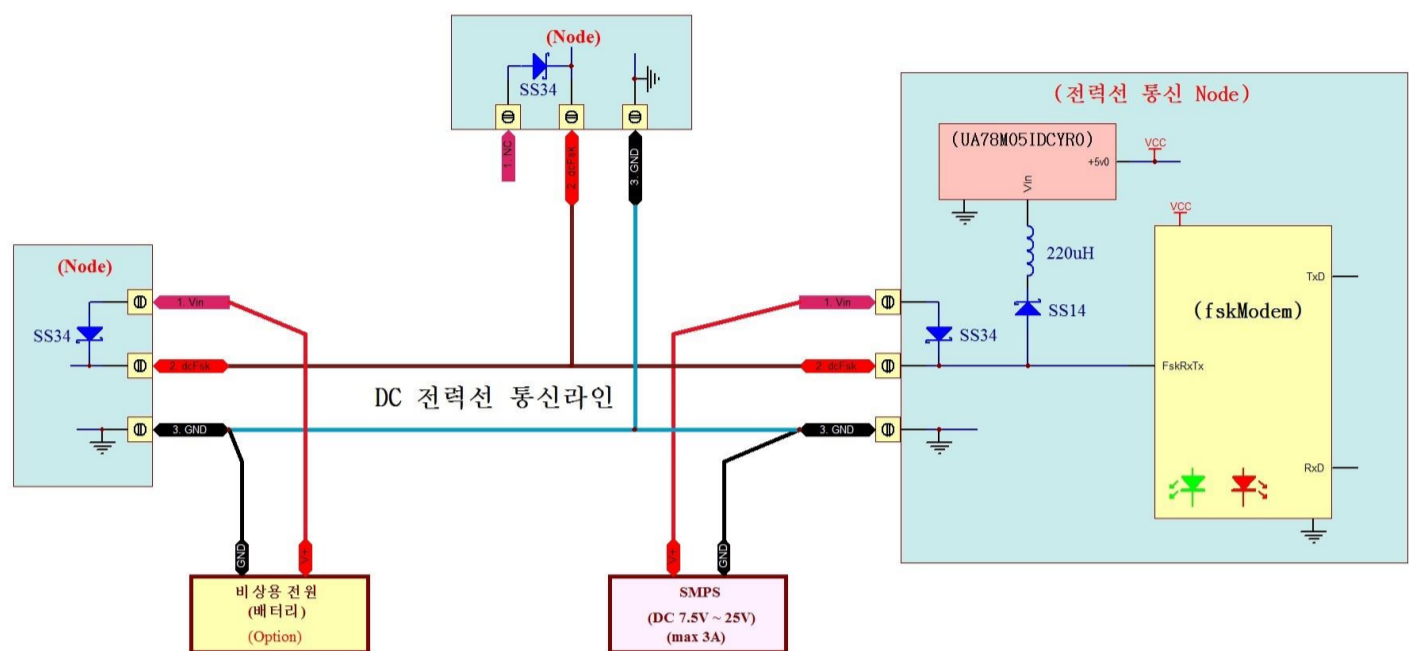 (Node)
SS34
1. NC
2. dcFsk
3. GND
(전력선 통신 Node)
(UA78M05IDCYRO)
+5v0
Vin
VCC
220uH
SS14
SS34
VCC
TxD
(fskModem)
FskRxTx
RxD
(Node)
SS34
1. Vin
2. dcFsk
3. GND
1. Vin
2. dcFsk
3. GND
DC 전력선 통신라인
GND
V+
V+
GND
비상용 전원
(배터리)
(Option)
SMPS
(DC 7.5V ~ 25V)
(max 3A)